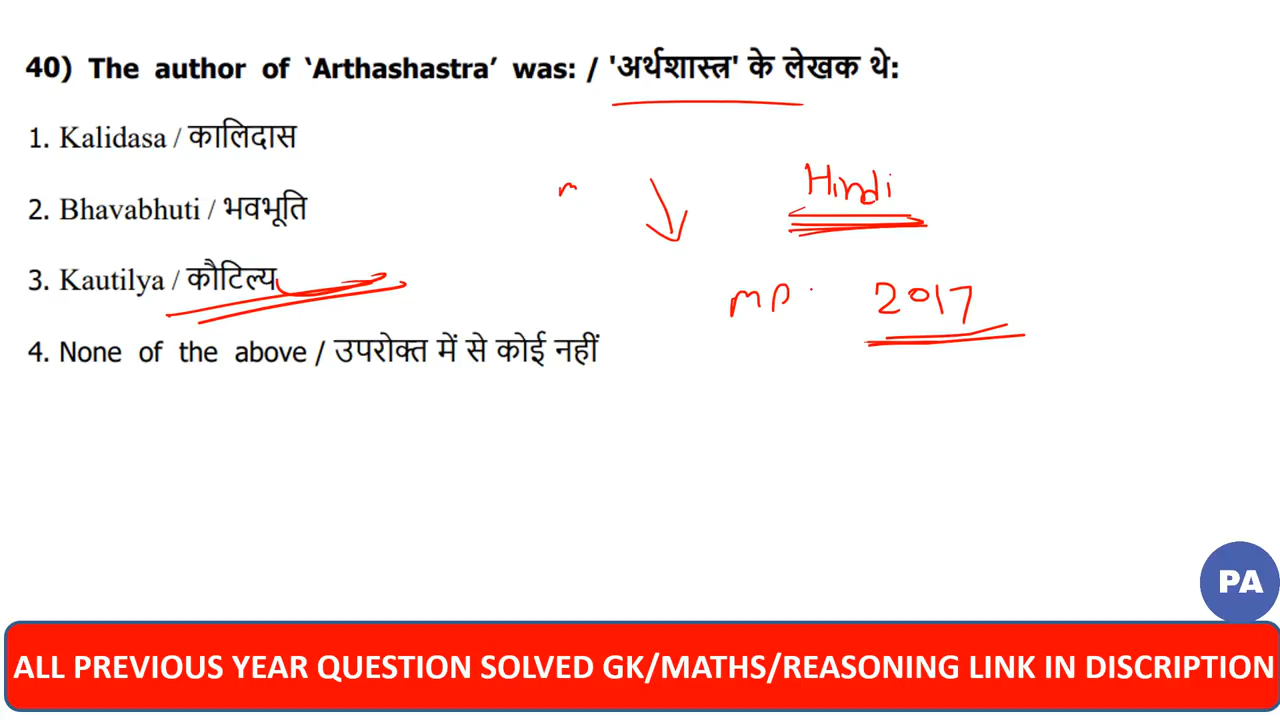 40) The author of ‘Arthashastra’ was: / 'अर्थशास्त्र' के लेखक थे:
1. Kalidasa / कालिदास
Hindi
2. Bhavabhuti / भवभूति
3. Kautilya / कौटिल्य
2017
4. None of the above / उपरोक्त में से कोई नहीं
PA
ALL PREVIOUS YEAR QUESTION SOLVED GK/MATHS/REASONING LINK IN DISCRIPTION